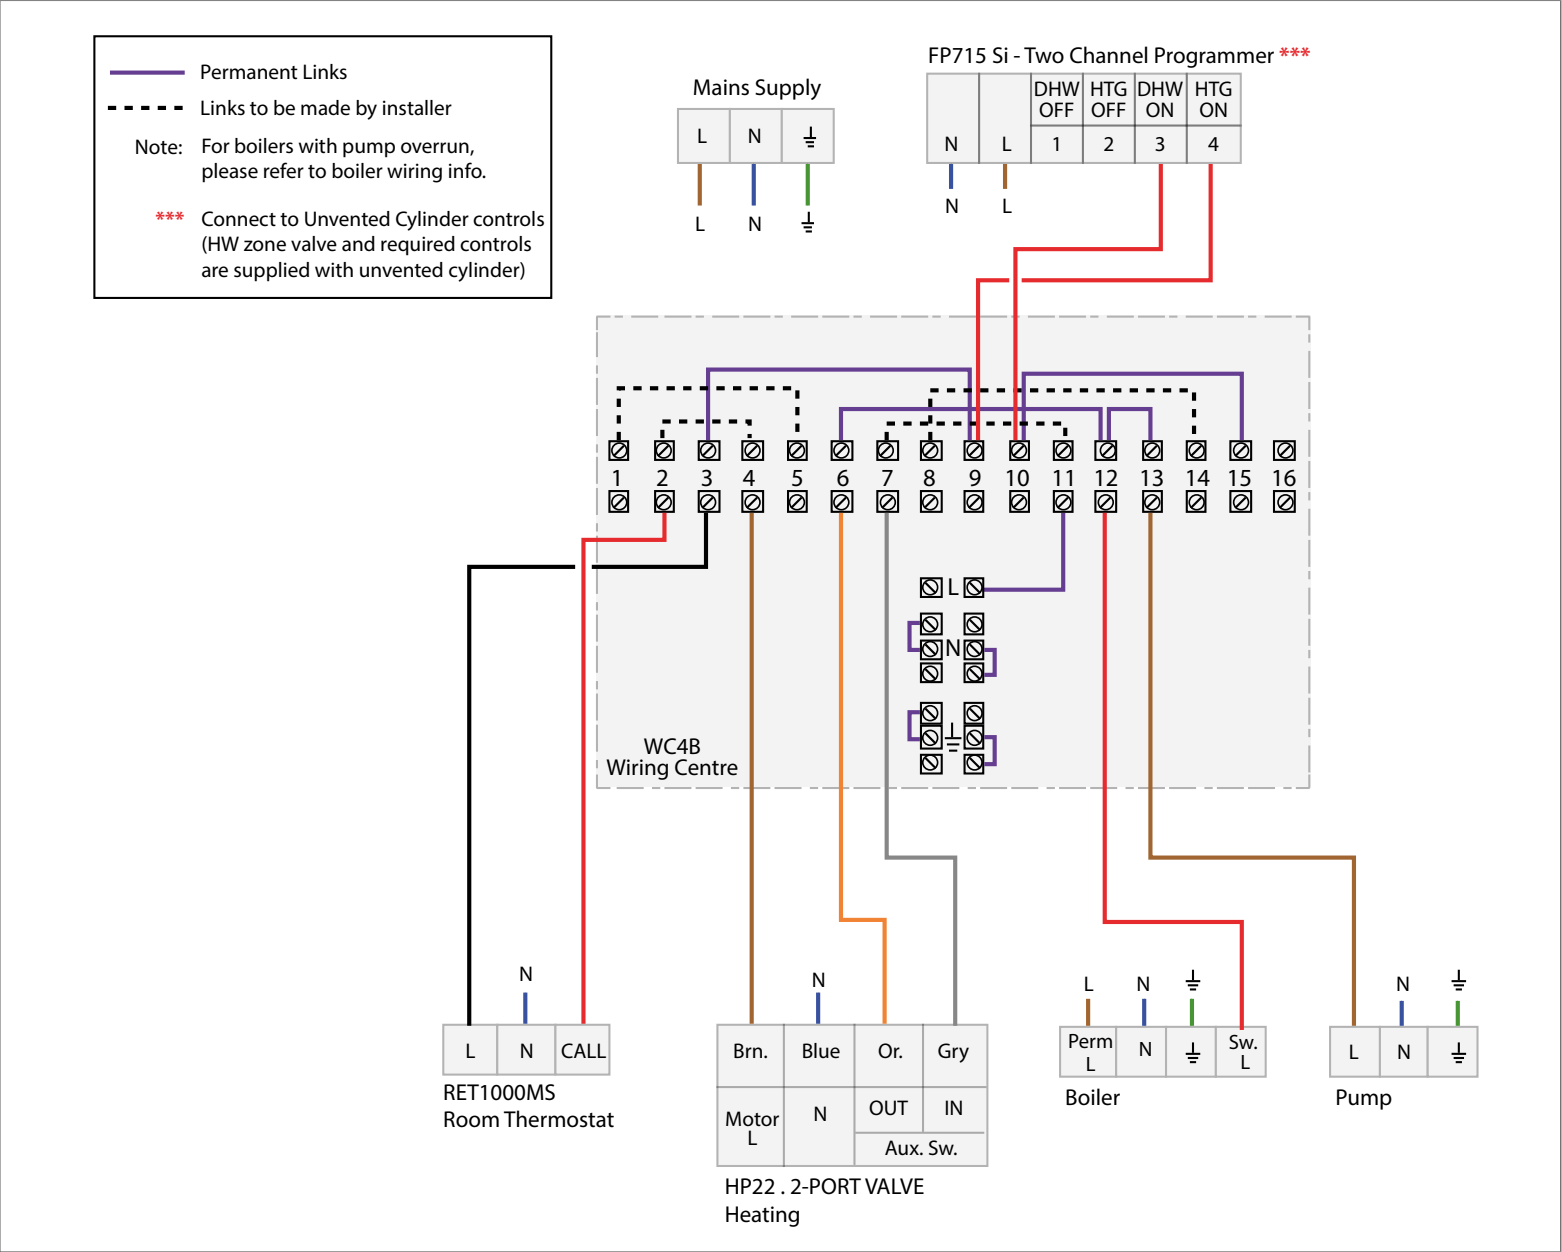 Permanent Links
Links to be made by installer
Note: For boilers with pump overrun,
please refer to boiler wiring info.
*** Connect to Unvented Cylinder controls
(HW zone valve and required controls
are supplied with unvented cylinder)
Mains Supply
L N
L N
FP715 Si - Two Channel Programmer ***
DHW HTG DHW HTG
OFF OFF ON ON
N L 1 2 3 4
N L
1 2 3 4 5 6 7 8 9 10 11 12 13 14 15 16
L
N
WC4B
Wiring Centre
N
L N CALL
RET1000MS
Room Thermostat
N
Brn. Blue Or. Gry
Motor
L
N
OUT IN
Aux. Sw.
HP22 . 2-PORT VALVE
Heating
L N
Perm
L
N
Sw.
L
Boiler
N
L N
Pump